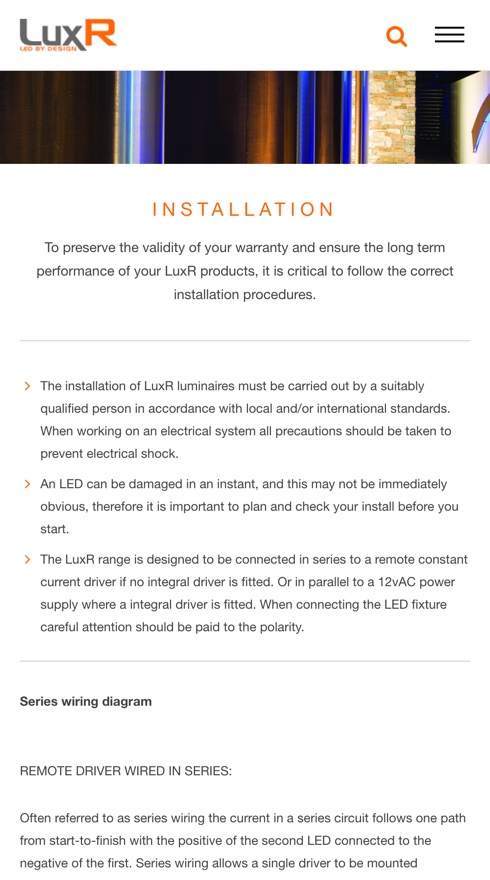 LuxR
LED BY DESIGN
INSTALLATION
To preserve the validity of your warranty and ensure the long term
performance of your LuxR products, it is critical to follow the correct
installation procedures.
The installation of LuxR luminaires must be carried out by a suitably
qualified person in accordance with local and/or international standards.
When working on an electrical system all precautions should be taken to
prevent electrical shock.
An LED can be damaged in an instant, and this may not be immediately
obvious, therefore it is important to plan and check your install before you
start.
The LuxR range is designed to be connected in series to a remote constant
current driver if no integral driver is fitted. Or in parallel to a 12vAC power
supply where a integral driver is fitted. When connecting the LED fixture
careful attention should be paid to the polarity.
Series wiring diagram
REMOTE DRIVER WIRED IN SERIES:
Often referred to as series wiring the current in a series circuit follows one path
from start-to-finish with the positive of the second LED connected to the
negative of the first. Series wiring allows a single driver to be mounted